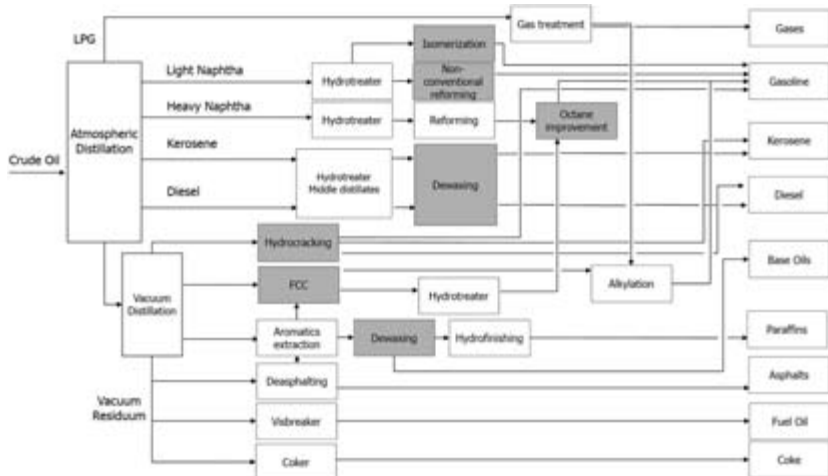 LPG
Gas treatment
Gases
Isomerization
Light Naphtha
Hydrotreater
Non-
conventional
reforming
Gasoline
Heavy Naphtha
Hydrotreater
Reforming
Octane
improvement
Atmospheric
Distillation
Crude Oil
Kerosene
Kerosene
Hydrotreater
Middle distillates
Dewaxing
Diesel
Diesel
Hydrocracking
Base Oils
Vacuum
Distillation
FCC
Hydrotreater
Alkylation
Aromatics
extraction
Dewaxing
Hydrofinishing
Paraffins
Deasphalting
Asphalts
Vacuum
Residuum
Visbreaker
Fuel Oil
Coker
Coke